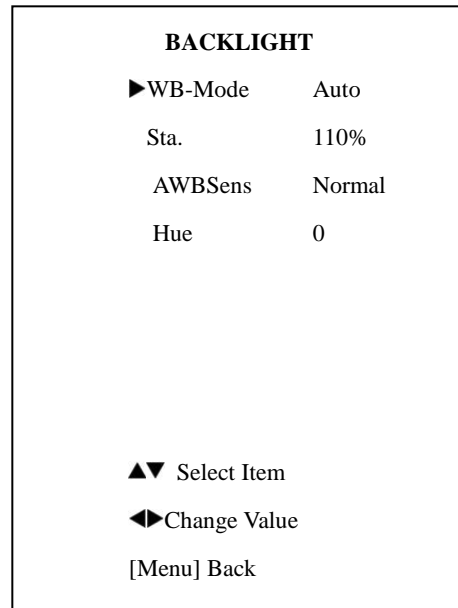 BACKLIGHT
▶WB-Mode Auto
Sta. 110%
AWBSens Normal
Hue 0
▲▼ Select Item
◀▶Change Value
[Menu] Back